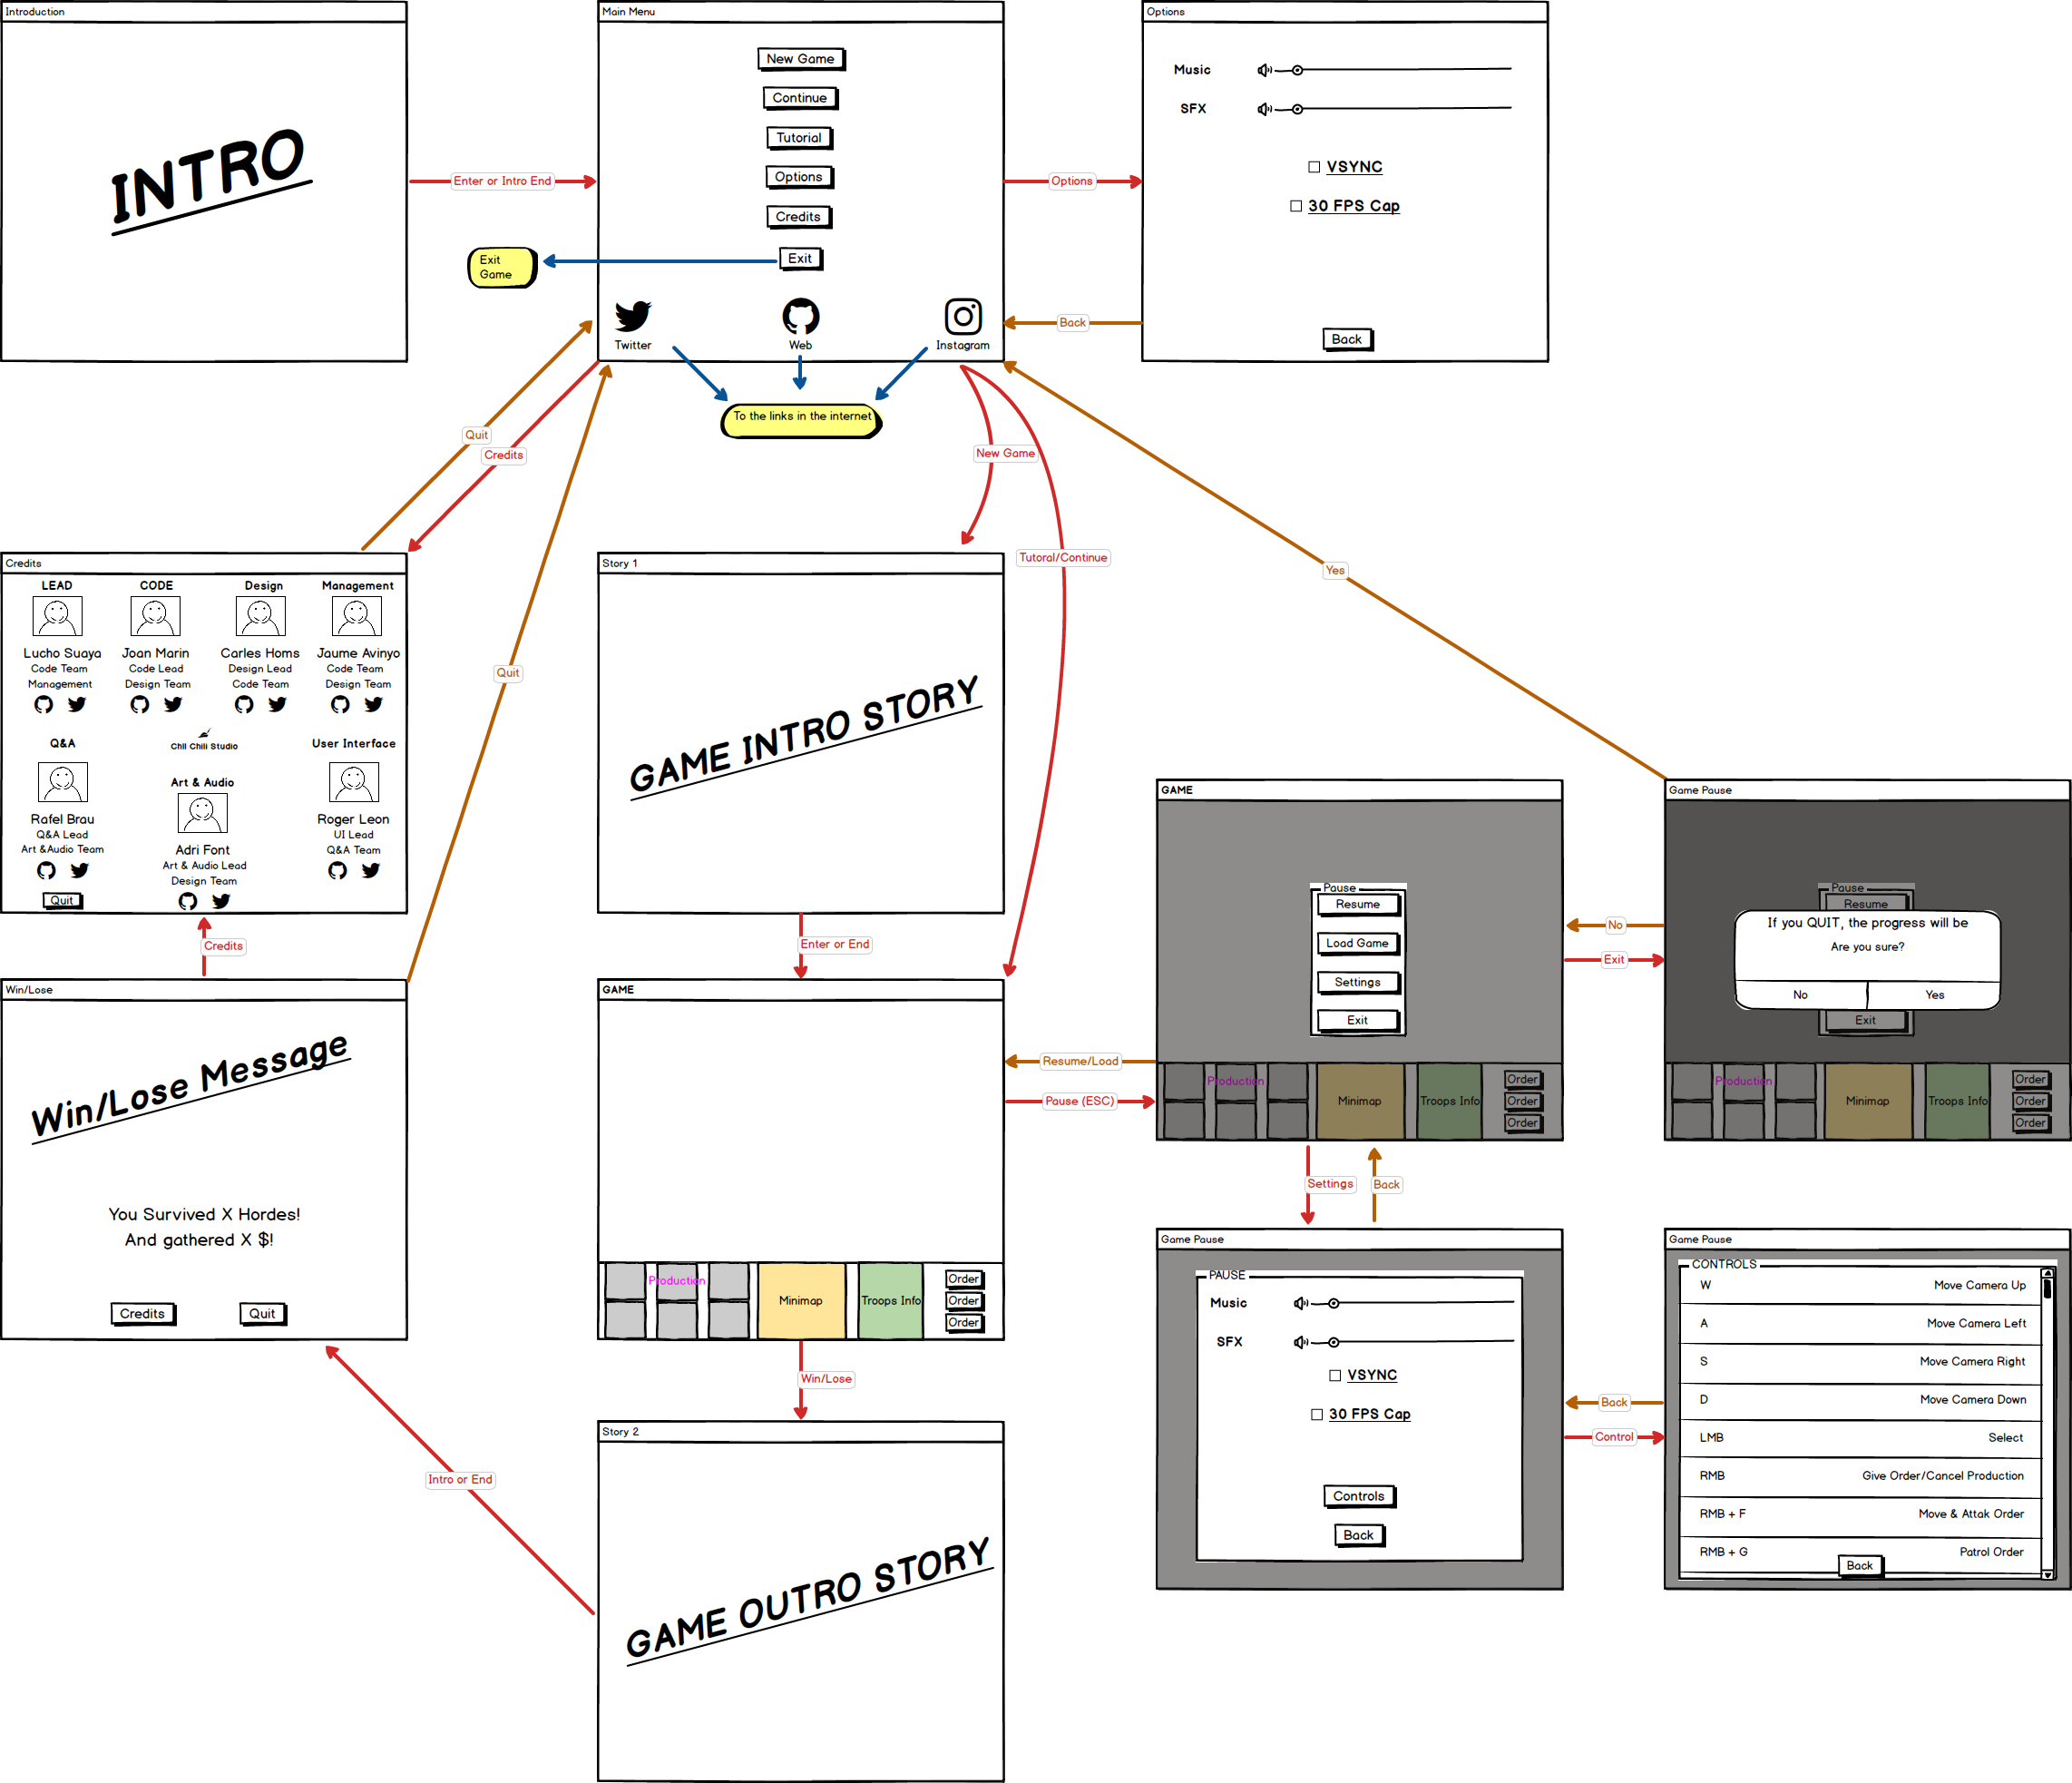 Introduction
INTRO
Enter or Intro End
Main Menu
New Game
Continue
Tutorial
Options
Credits
Exit
Exit
Game
Twitter
Web
Instagram
To the links in the internet
Options
Options
Music
SFX
VSYNC
30 FPS Cap
Back
Back
Quit
Credits
New Game
Tutoral/Continue
Yes
Quit
Credits
LEAD
CODE
Design
Management
Lucho Suaya
Code Team
Management
Joan Marin
Code Lead
Design Team
Carles Homs
Design Lead
Code Team
Jaume Avinyo
Code Team
Design Team
Q&A
Chll Chili Studio
User Interface
Art & Audio
Rafel Brau
Q&A Lead
Art &Audio Team
Adri Font
Art & Audio Lead
Design Team
Roger Leon
UI Lead
Q&A Team
Quit
Credits
Story 1
GAME INTRO STORY
Enter or End
Win/Lose
Win/Lose Message
You Survived X Hordes!
And gathered X $!
Credits
Quit
GAME
Production
Minimap
Troops Info
Order
Order
Order
Win/Lose
Resume/Load
Pause (ESC)
GAME
Pause
Resume
Load Game
Settings
Exit
Production
Minimap
Troops Info
Order
Order
Order
No
Exit
Game Pause
Pause
Resume
If you QUIT, the progress will be
Are you sure?
No
Yes
Exit
Production
Minimap
Troops Info
Order
Order
Order
Settings
Back
Game Pause
PAUSE
Music
SFX
VSYNC
30 FPS Cap
Controls
Back
Back
Control
Game Pause
CONTROLS
W Move Camera Up
A Move Camera Left
S Move Camera Right
D Move Camera Down
LMB Select
RMB Give Order/Cancel Production
RMB + F Move & Attak Order
RMB + G Patrol Order
Back
Intro or End
Story 2
GAME OUTRO STORY